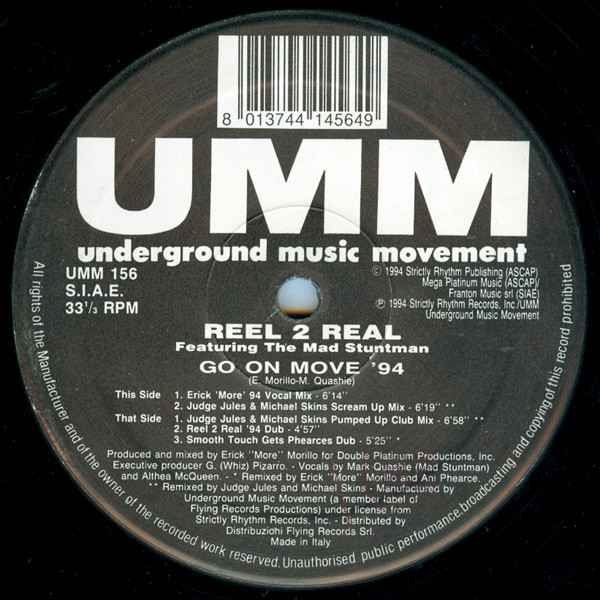 8 013744 145649
UMM
underground music movement
UMM 156
S.I.A.E.
33 1/3 RPM
© 1994 Strictly Rhythm Publishing (ASCAP)
Mega Platinum Music (ASCAP)/
Franton Music srl (SIAE)
℗ 1994 Strictly Rhythm Records, Inc./UMM
Underground Music Movement
REEL 2 REAL
Featuring The Mad Stuntman
GO ON MOVE '94
(E. Morillo-M. Quashie)
This Side 1. Erick 'More' 94 Vocal Mix - 6'14"
2. Judge Jules & Michael Skins Scream Up Mix - 6'19" **
That Side 1. Judge Jules & Michael Skins Pumped Up Club Mix - 6'58" **
2. Reel 2 Real '94 Dub - 4'57"
3. Smooth Touch Gets Phearces Dub - 5'25" *
Produced and mixed by Erick "More" Morillo for Double Platinum Productions, Inc.
Executive producer G. (Whiz) Pizarro. - Vocals by Mark Quashie (Mad Stuntman)
and Althea McQueen. - * Remixed by Erick "More" Morillo and Ani Phearce.
** Remixed by Judge Jules and Michael Skins - Manufactured by
Underground Music Movement (a member label of
Flying Records Productions) under license from
Strictly Rhythm Records, Inc. - Distributed by
Distribuzioni Flying Records Srl.
Made in Italy
All rights of the Manufacturer and of the owner of the recorded work reserved. Unauthorised public performance, broadcasting and copying of this record prohibited